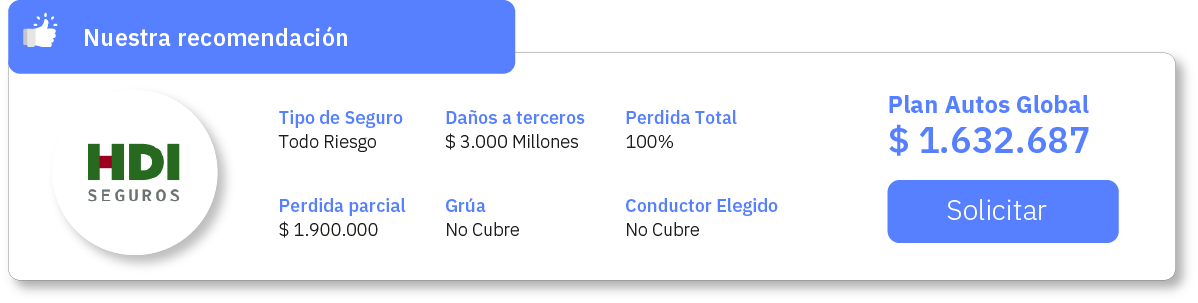 Nuestra recomendación
HDI
SEGUROS
Tipo de Seguro
Todo Riesgo
Daños a terceros
$ 3.000 Millones
Perdida Total
100%
Perdida parcial
$ 1.900.000
Grúa
No Cubre
Conductor Elegido
No Cubre
Plan Autos Global
$ 1.632.687
Solicitar